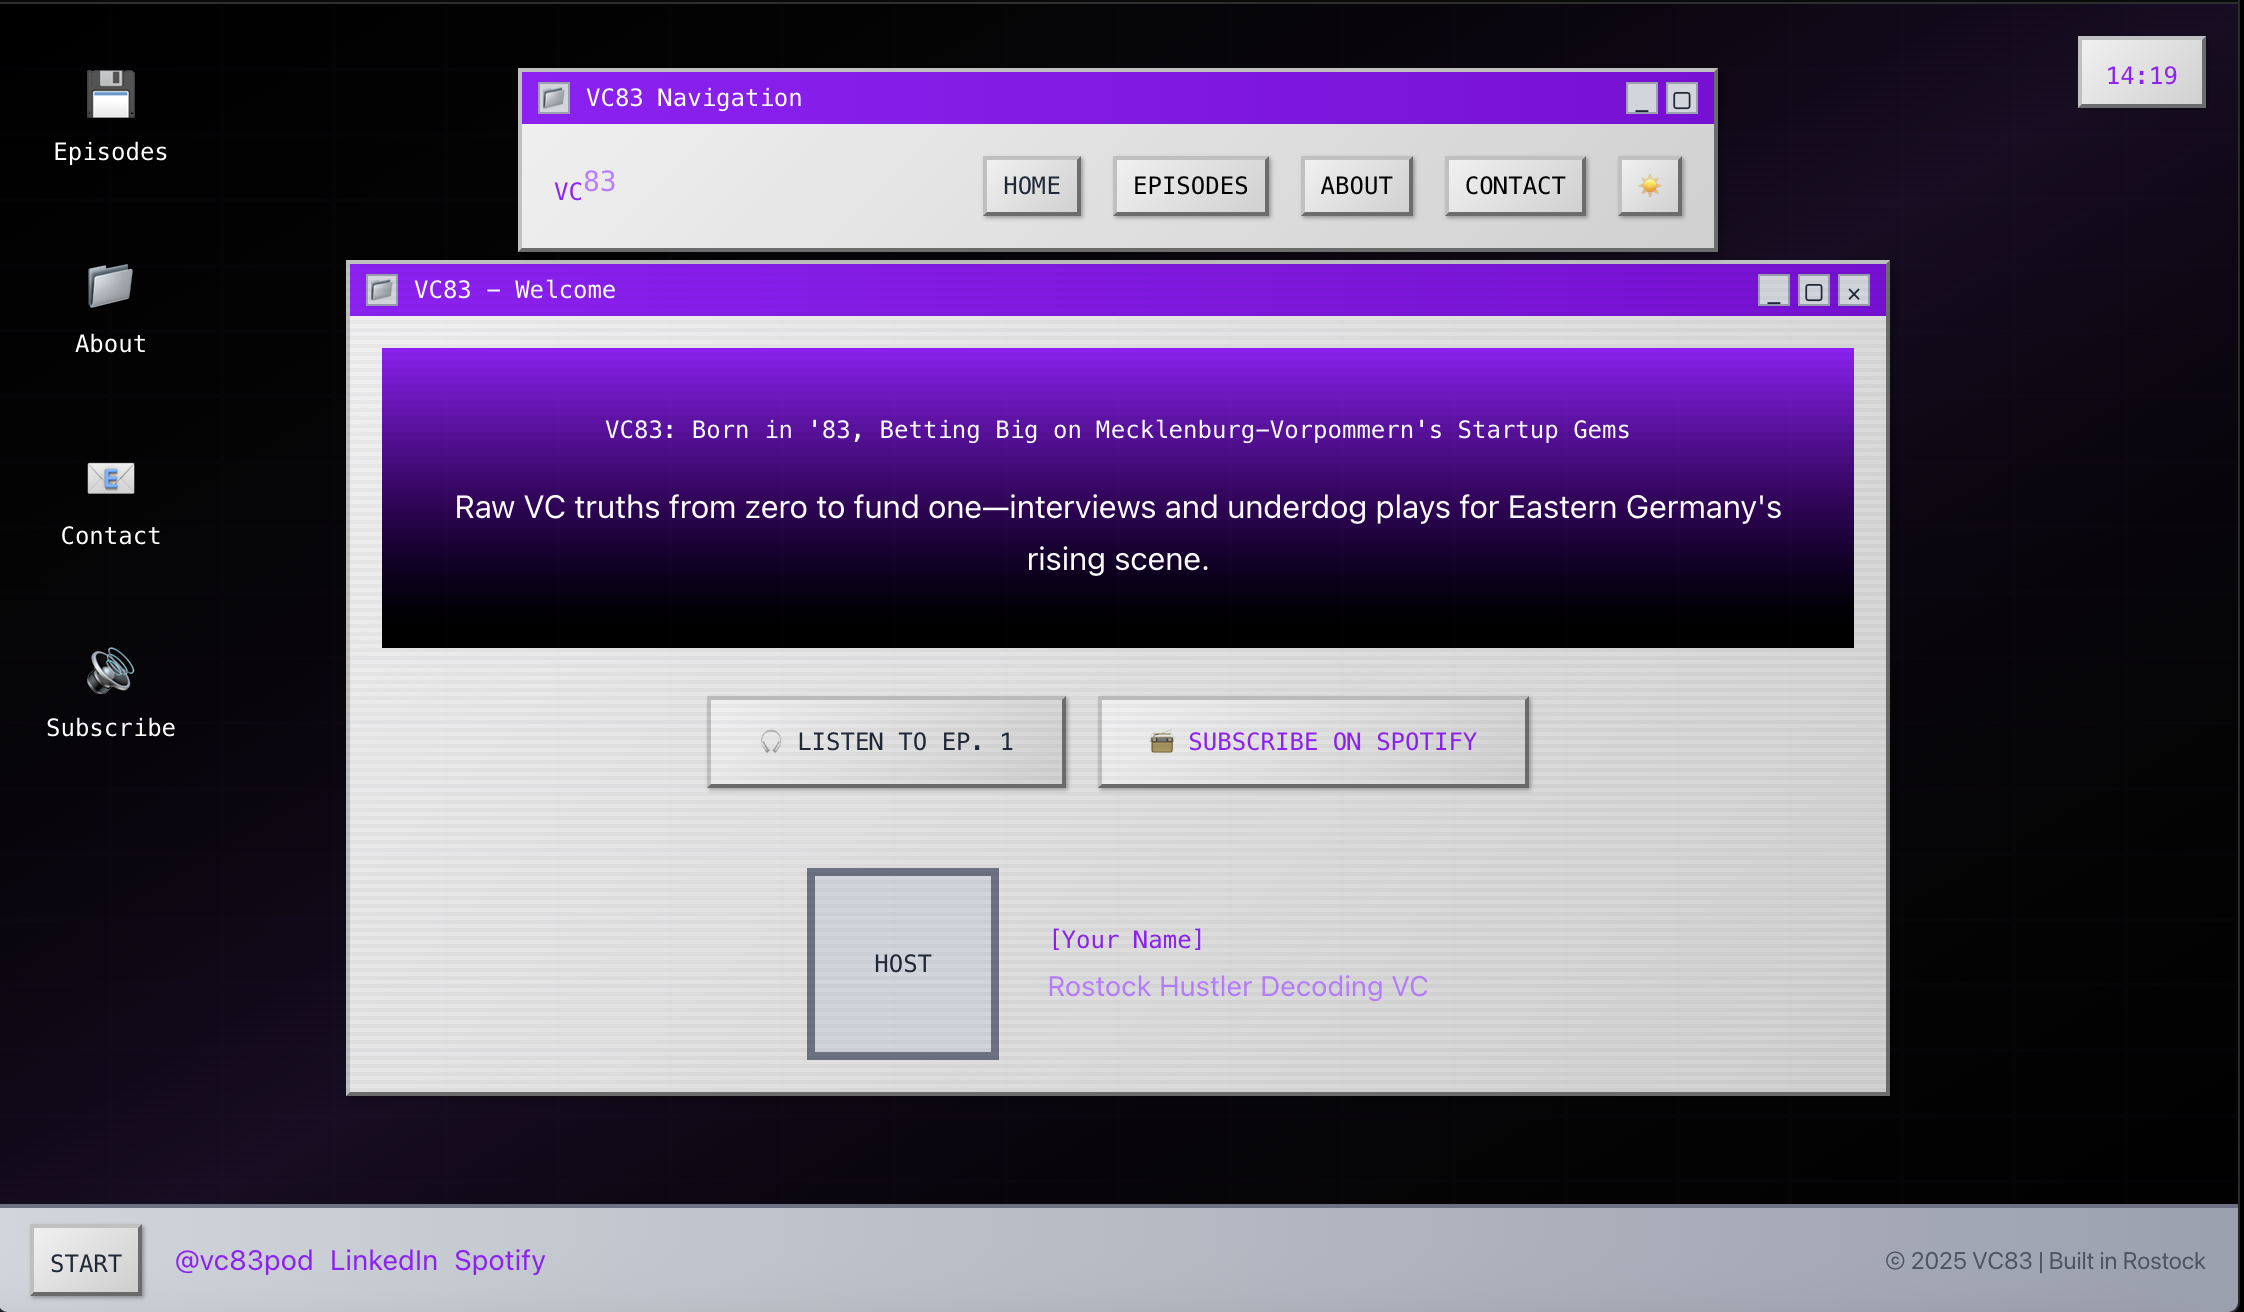 14:19
Episodes
About
Contact
Subscribe
VC83 Navigation
VC83
HOME
EPISODES
ABOUT
CONTACT
VC83 - Welcome
VC83: Born in '83, Betting Big on Mecklenburg-Vorpommern's Startup Gems
Raw VC truths from zero to fund one—interviews and underdog plays for Eastern Germany's
rising scene.
LISTEN TO EP. 1
SUBSCRIBE ON SPOTIFY
HOST
[Your Name]
Rostock Hustler Decoding VC
START
@vc83pod LinkedIn Spotify
© 2025 VC83 | Built in Rostock